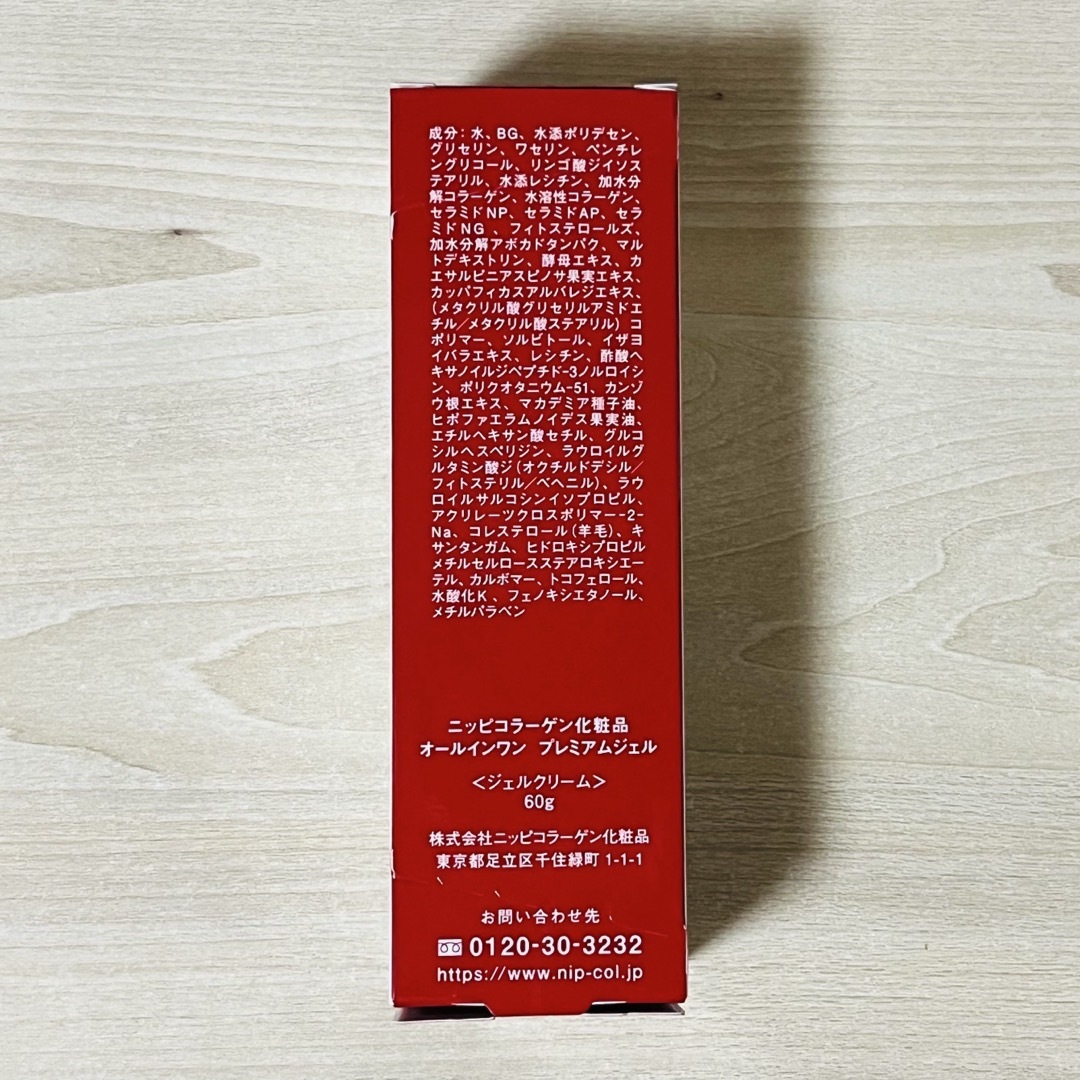 成分：水、BG、水添ポリデセン、
グリセリン、ワセリン、ペンチレ
ングリコール、リンゴ酸ジイソス
テアリル、水添レシチン、加水分
解コラーゲン、水溶性コラーゲン、
セラミドNP、セラミドAP、セラ
ミドNG 、フィトステロールズ、
加水分解アボカドタンパク、マル
トデキストリン、酵母エキス、カ
エサルピニアスピノサ果実エキス、
カッパフィカスアルバレジエキス、
(メタクリル酸グリセリルアミドエ
チル／メタクリル酸ステアリル) コ
ポリマー、ソルビトール、イザヨ
イバラエキス、レシチン、酢酸ヘ
キサノイルジペプチド-3ノルロイシ
ン、ポリクオタニウム-51、カンゾ
ウ根エキス、マカデミア種子油、
ヒポファエラムノイデス果実油、
エチルヘキサン酸セチル、グルコ
シルヘスペリジン、ラウロイルグ
ルタミン酸ジ (オクチルドデシル／
フィトステリル／ベヘニル)、ラウ
ロイルサルコシンイソプロピル、
アクリレーツクロスポリマー-2-
Na、コレステロール (羊毛)、キ
サンタンガム、ヒドロキシプロピル
メチルセルロースステアロキシエー
テル、カルボマー、トコフェロール、
水酸化K 、フェノキシエタノール、
メチルパラベン
ニッピコラーゲン化粧品
オールインワン プレミアムジェル
＜ジェルクリーム＞
60g
株式会社ニッピコラーゲン化粧品
東京都足立区千住緑町 1-1-1
お問い合わせ先
0120-30-3232
https://www.nip-col.jp